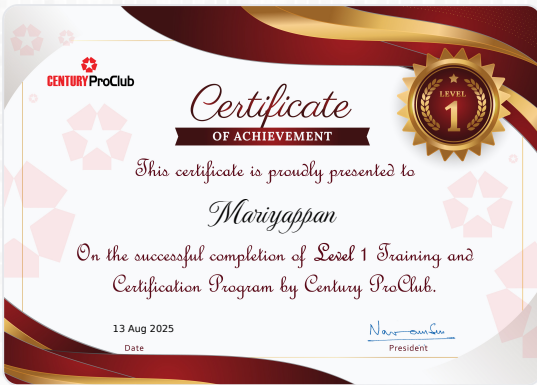 CENTURY ProClub
LEVEL
1
Certificate
OF ACHIEVEMENT
This certificate is proudly presented to
Mariyappan
On the successful completion of Level 1 Training and
Certification Program by Century ProClub.
13 Aug 2025
Date
President